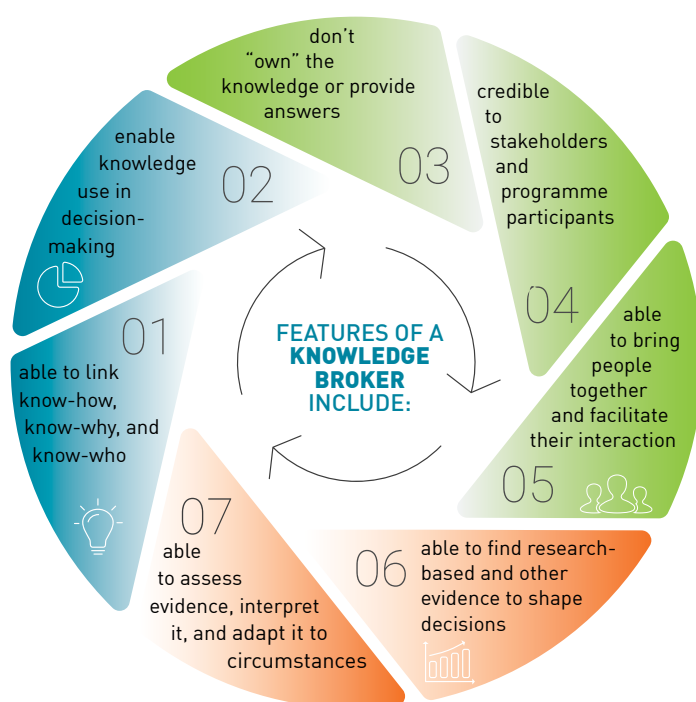 FEATURES OF A
KNOWLEDGE
BROKER
INCLUDE:
01
able to link
know-how,
know-why, and
know-who
02
enable
knowledge
use in
decision-
making
03
don't
“own” the
knowledge or provide
answers
04
credible
to
stakeholders
and
programme
participants
05
able
to bring
people
together
and facilitate
their interaction
06
able to find research-
based and other
evidence to shape
decisions
07
able
to assess
evidence, interpret
it, and adapt it to
circumstances